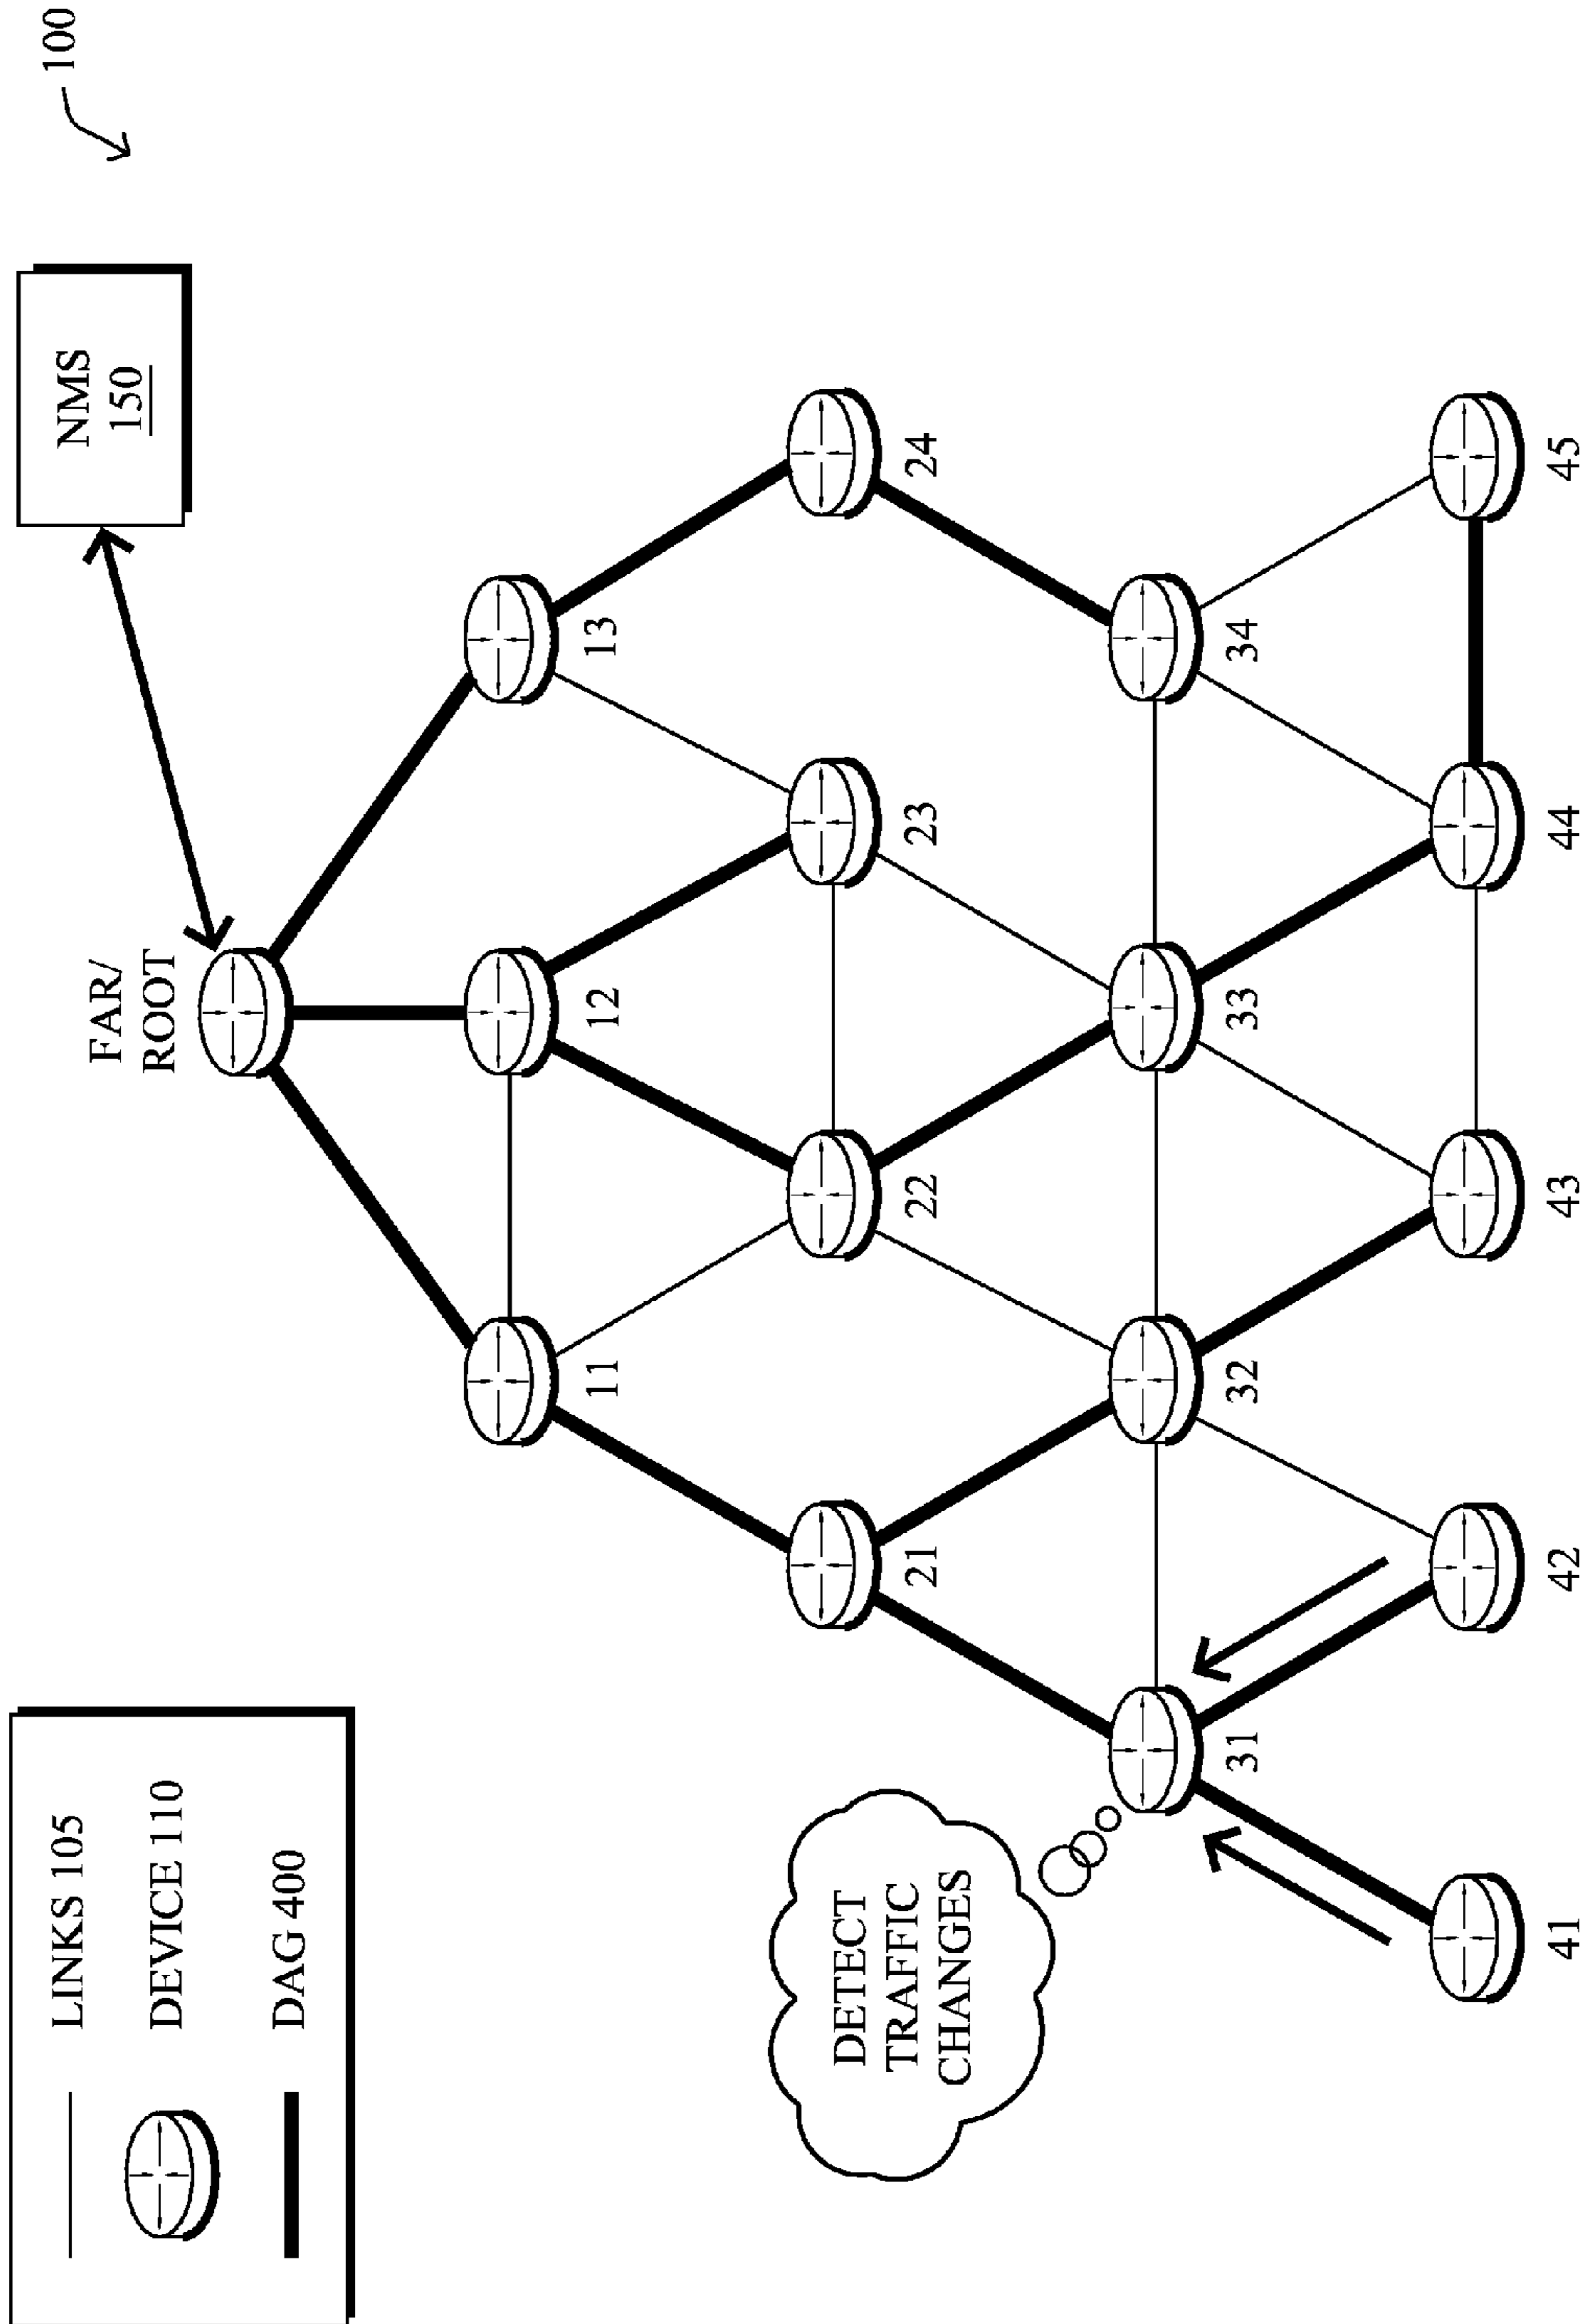 LINKS 105
DEVICE 110
DAG 400
100
NMS
150
FAR/
ROOT
11
12
13
21
22
23
24
DETECT
TRAFFIC
CHANGES
31
32
33
34
41
42
43
44
45